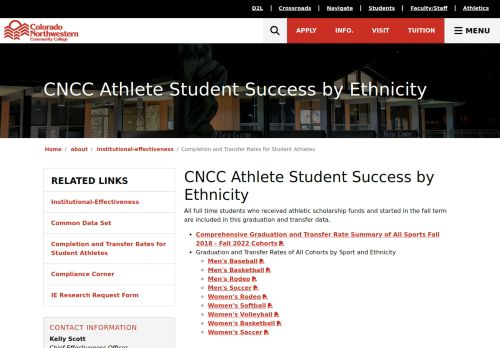 D2L | Crossroads | Navigate | Students | Faculty/Staff | Athletics
Colorado
Northwestern
Community College
APPLY INFO. VISIT TUITION MENU
CNCC Athlete Student Success by Ethnicity
Home / about / institutional-effectiveness / Completion and Transfer Rates for Student Athletes
RELATED LINKS
Institutional-Effectiveness
Common Data Set
Completion and Transfer Rates for
Student Athletes
Compliance Corner
IE Research Request Form
CONTACT INFORMATION
Kelly Scott
Chief Effectiveness Officer
CNCC Athlete Student Success by
Ethnicity
All full time students who received athletic scholarship funds and started in the fall term
are included in this graduation and transfer data.
Comprehensive Graduation and Transfer Rate Summary of All Sports Fall
2018 - Fall 2022 Cohorts
Graduation and Transfer Rates of All Cohorts by Sport and Ethnicity
Men's Baseball
Men's Basketball
Men's Rodeo
Men's Soccer
Women's Rodeo
Women's Softball
Women's Volleyball
Women's Basketball
Women's Soccer